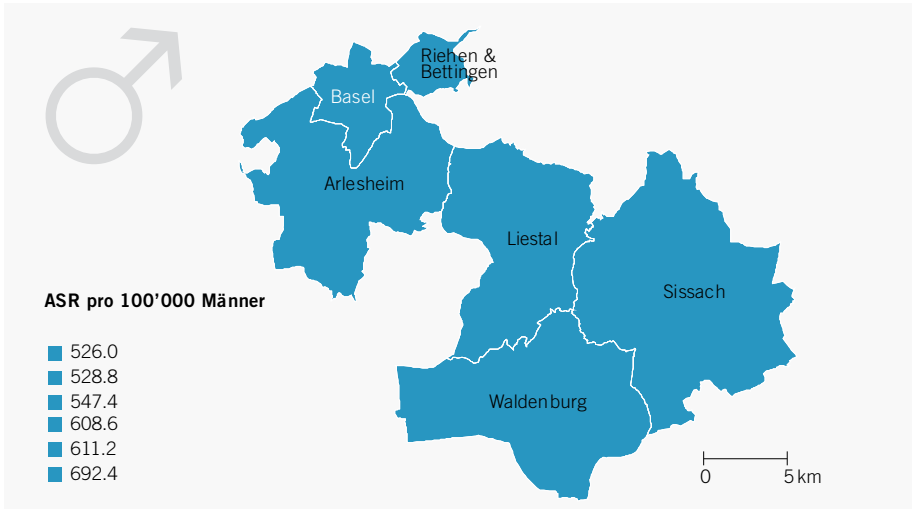 Riehen &
Bettingen
Basel
Arlesheim
Liestal
Sissach
Waldenburg
ASR pro 100’000 Männer
526.0
528.8
547.4
608.6
611.2
692.4
0 5 km